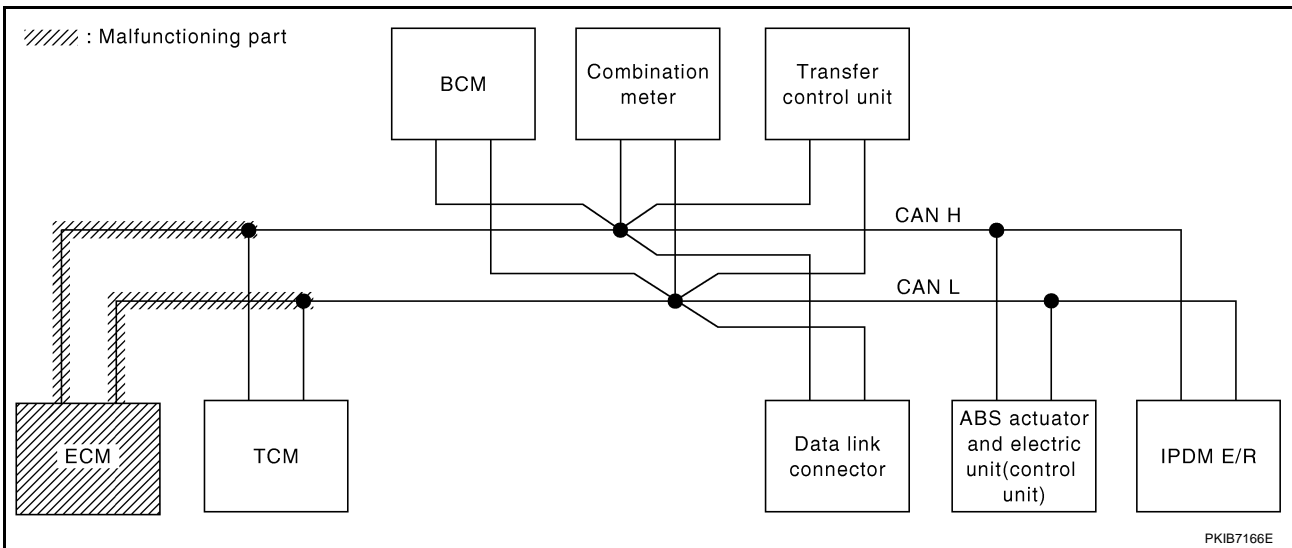 : Malfunctioning part
BCM
Combination
meter
Transfer
control unit
CAN H
CAN L
ECM
TCM
Data link
connector
ABS actuator
and electric
unit(control
unit)
IPDM E/R
PKIB7166E